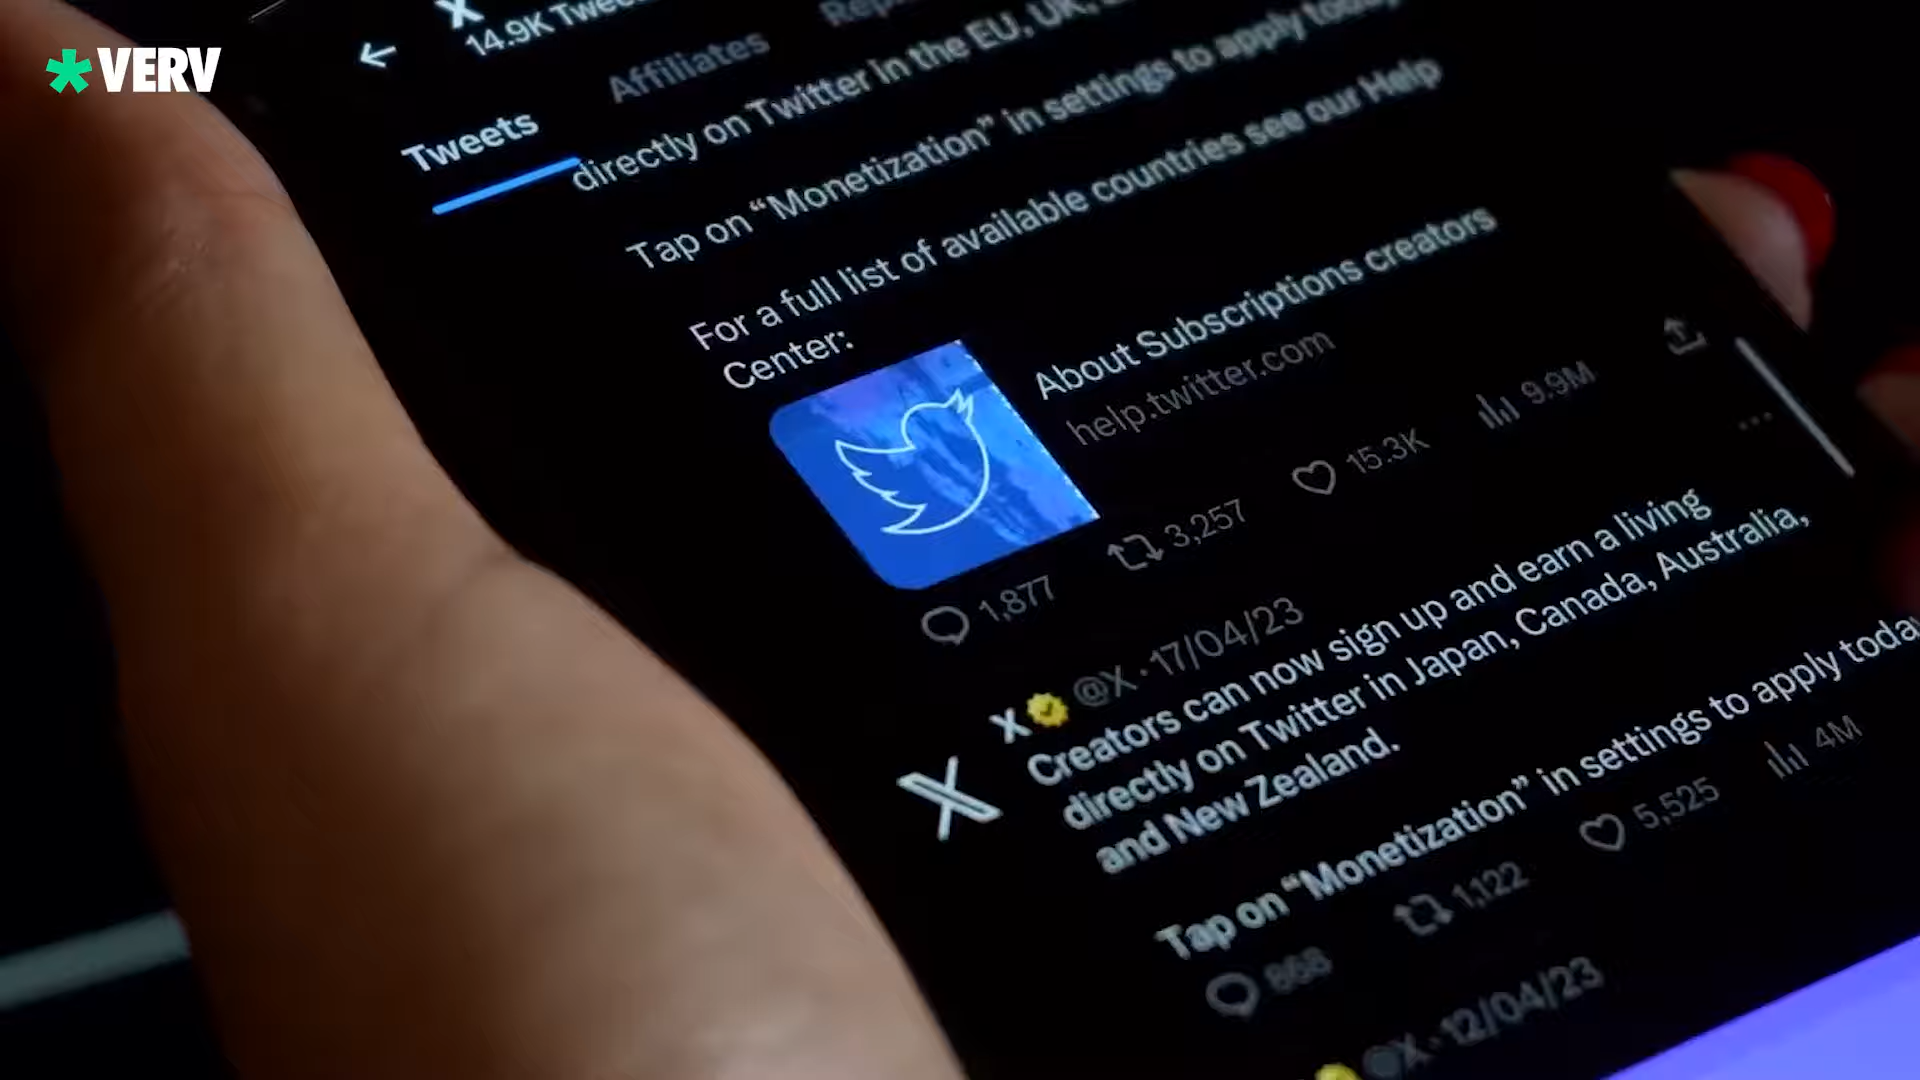 *VERV
X
14.9K
Tweets
Affiliates
directly on Twitter in the EU, UK,
Tap on “Monetization” in settings to apply today
For a full list of available countries see our Help
Center:
About Subscriptions creators
help.twitter.com
1,877 3,257 15.3K 9.9M
X @X · 17/04/23
Creators can now sign up and earn a living
directly on Twitter in Japan, Canada, Australia,
and New Zealand.
Tap on “Monetization” in settings to apply today
868 1,122 5,525 4M
@X · 12/04/23